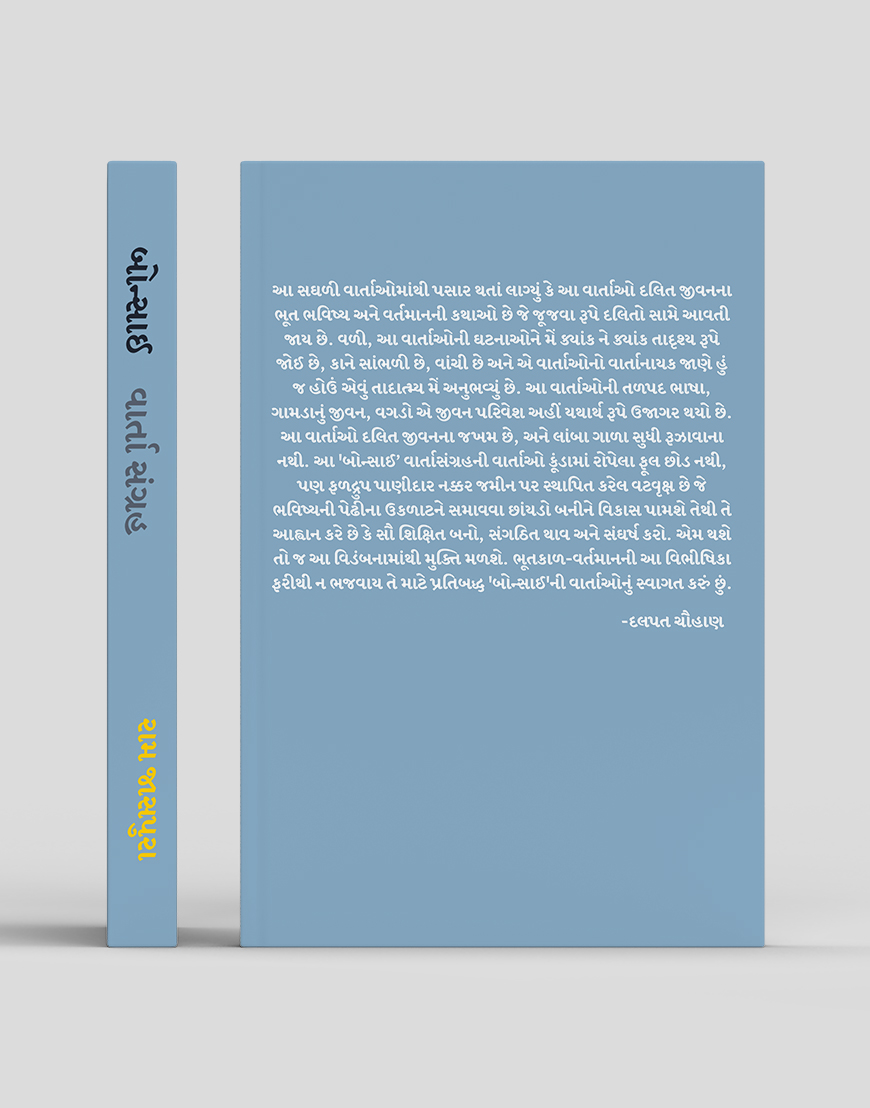 બોન્સાઈ
વાર્તા સંગ્રહ
રામ જાસપુરા
આ સઘળી વાર્તાઓમાંથી પસાર થતાં લાગ્યું કે આ વાર્તાઓ દલિત જીવનના
ભૂત ભવિષ્ય અને વર્તમાનની કથાઓ છે જે જૂજવા રૂપે દલિતો સામે આવતી
જાય છે. વળી, આ વાર્તાઓની ઘટનાઓને મેં ક્યાંક ને ક્યાંક તાદૃશ્ય રૂપે
જોઈ છે, કાને સાંભળી છે, વાંચી છે અને એ વાર્તાઓનો વાર્તાનાયક જાણે હું
જ હોઉં એવું તાદાત્મ્ય મેં અનુભવ્યું છે. આ વાર્તાઓની તળપદ ભાષા,
ગામડાનું જીવન, વગડો એ જીવન પરિવેશ અહીં યથાર્થ રૂપે ઉજાગર થયો છે.
આ વાર્તાઓ દલિત જીવનના જખમ છે, અને લાંબા ગાળા સુધી રૂઝાવાના
નથી. આ 'બોન્સાઈ' વાર્તાસંગ્રહની વાર્તાઓ કૂંડામાં રોપેલા ફૂલ છોડ નથી,
પણ ફળદ્રુપ પાણીદાર નક્કર જમીન પર સ્થાપિત કરેલ વટવૃક્ષ છે જે
ભવિષ્યની પેઢીના ઉકળાટને સમાવવા છાંયડો બનીને વિકાસ પામશે તેથી તે
આહ્વાન કરે છે કે સૌ શિક્ષિત બનો, સંગઠિત થાવ અને સંઘર્ષ કરો. એમ થશે
તો જ આ વિડંબનામાંથી મુક્તિ મળશે. ભૂતકાળ-વર્તમાનની આ વિભીષિકા
ફરીથી ન ભજવાય તે માટે પ્રતિબદ્ધ 'બોન્સાઈ'ની વાર્તાઓનું સ્વાગત કરું છું.
-દલપત ચૌહાણ